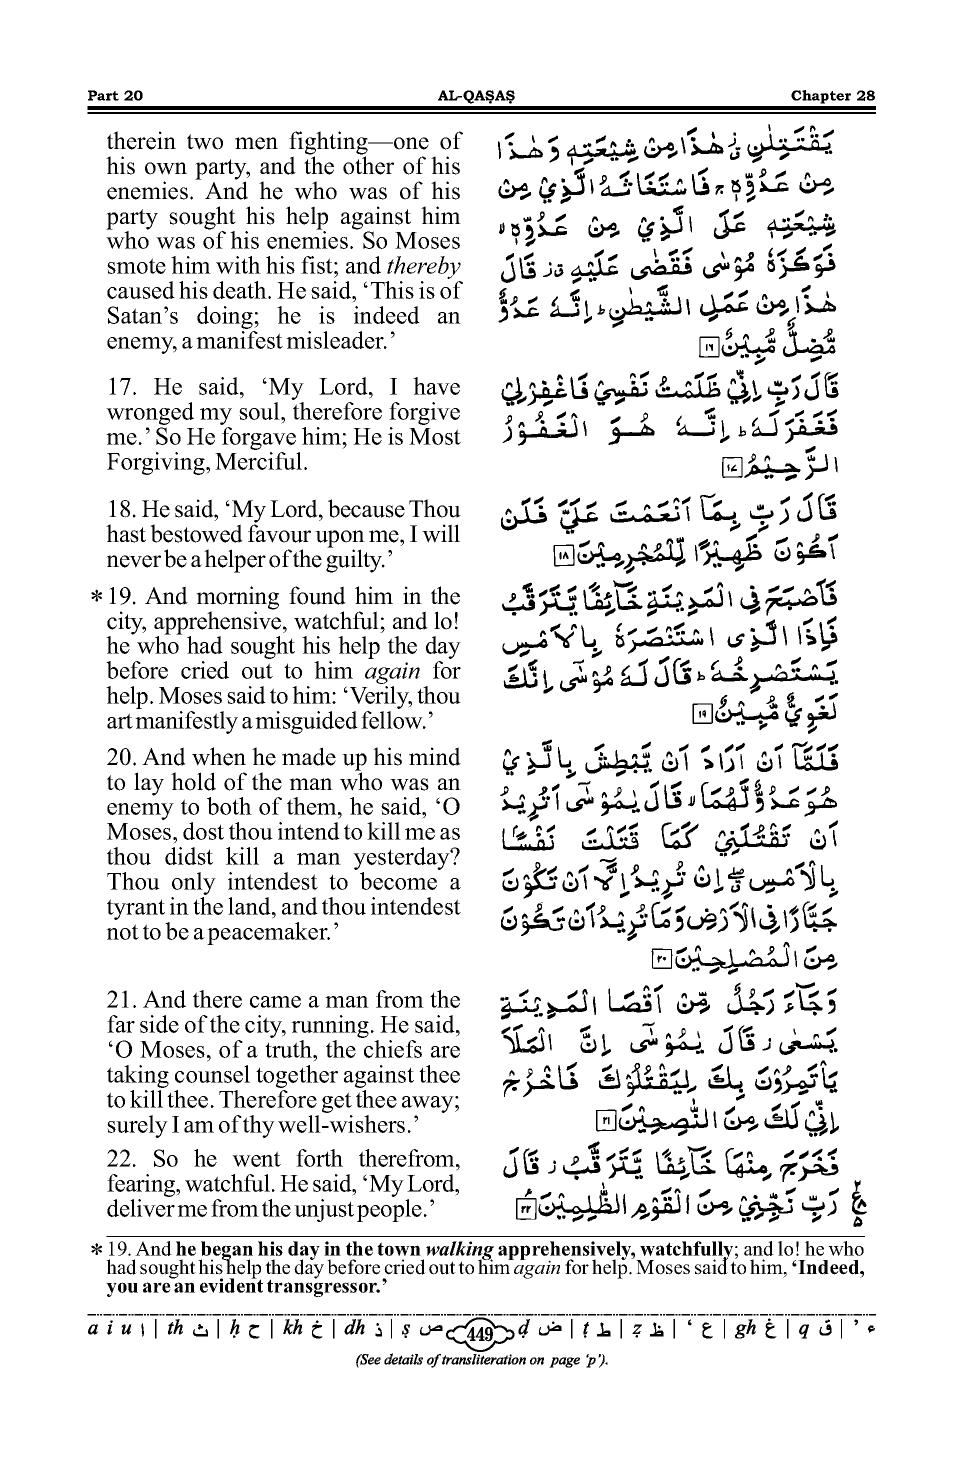 Part 20 AL-QAṢAṢ Chapter 28
therein two men fighting—one of
his own party, and the other of his
enemies. And he who was of his
party sought his help against him
who was of his enemies. So Moses
smote him with his fist; and thereby
caused his death. He said, ‘This is of
Satan’s doing; he is indeed an
enemy, a manifest misleader.’
17. He said, ‘My Lord, I have
wronged my soul, therefore forgive
me.’ So He forgave him; He is Most
Forgiving, Merciful.
18. He said, ‘My Lord, because Thou
hast bestowed favour upon me, I will
never be a helper of the guilty.’
*19. And morning found him in the
city, apprehensive, watchful; and lo!
he who had sought his help the day
before cried out to him again for
help. Moses said to him: ‘Verily, thou
art manifestly a misguided fellow.’
20. And when he made up his mind
to lay hold of the man who was an
enemy to both of them, he said, ‘O
Moses, dost thou intend to kill me as
thou didst kill a man yesterday?
Thou only intendest to become a
tyrant in the land, and thou intendest
not to be a peacemaker.’
21. And there came a man from the
far side of the city, running. He said,
‘O Moses, of a truth, the chiefs are
taking counsel together against thee
to kill thee. Therefore get thee away;
surely I am of thy well-wishers.’
22. So he went forth therefrom,
fearing, watchful. He said, ‘My Lord,
deliver me from the unjust people.’
يَقْتَتِلٰنِ ۫ هٰذَا مِنْ شِيْعَتِهٖ وَ هٰذَا
مِنْ عَدُوِّهٖ ۚ فَاسْتَغَاثَهُ الَّذِيْ مِنْ
شِيْعَتِهٖ عَلَى الَّذِيْ مِنْ عَدُوِّهٖ ۙ
فَوَكَزَهٗ مُوْسٰى فَقَضٰى عَلَيْهِ ۫ قَالَ
هٰذَا مِنْ عَمَلِ الشَّيْطٰنِ ؕ اِنَّهٗ عَدُوٌّ
مُّضِلٌّ مُّبِيْنٌ ۱۶
قَالَ رَبِّ اِنِّيْ ظَلَمْتُ نَفْسِيْ فَاغْفِرْ لِيْ
فَغَفَرَ لَهٗ ؕ اِنَّهٗ هُوَ الْغَفُوْرُ
الرَّحِيْمُ ۱۷
قَالَ رَبِّ بِمَاۤ اَنْعَمْتَ عَلَيَّ فَلَنْ
اَكُوْنَ ظَهِيْرًا لِّلْمُجْرِمِيْنَ ۱۸
فَاَصْبَحَ فِي الْمَدِيْنَةِ خَآئِفًا يَّتَرَقَّبُ
فَاِذَا الَّذِى اسْتَنْصَرَهٗ بِالْاَمْسِ
يَسْتَصْرِخُهٗ ؕ قَالَ لَهٗ مُوْسٰۤى اِنَّكَ
لَغَوِيٌّ مُّبِيْنٌ ۱۹
فَلَمَّاۤ اَنْ اَرَادَ اَنْ يَّبْطِشَ بِالَّذِيْ
هُوَ عَدُوٌّ لَّهُمَا ۙ قَالَ يٰمُوْسٰۤى اَتُرِيْدُ
اَنْ تَقْتُلَنِيْ كَمَا قَتَلْتَ نَفْسًۢا
بِالْاَمْسِ ۖ اِنْ تُرِيْدُ اِلَّاۤ اَنْ تَكُوْنَ
جَبَّارًا فِى الْاَرْضِ وَ مَا تُرِيْدُ اَنْ تَكُوْنَ
مِنَ الْمُصْلِحِيْنَ ۲۰
وَ جَآءَ رَجُلٌ مِّنْ اَقْصَا الْمَدِيْنَةِ
يَسْعٰى ؗ قَالَ يٰمُوْسٰۤى اِنَّ الْمَلَاَ
يَاْتَمِرُوْنَ بِكَ لِيَقْتُلُوْكَ فَاخْرُجْ
اِنِّيْ لَكَ مِنَ النّٰصِحِيْنَ ۲۱
فَخَرَجَ مِنْهَا خَآئِفًا يَّتَرَقَّبُ ؗ قَالَ
رَبِّ نَجِّنِيْ مِنَ الْقَوْمِ الظّٰلِمِيْنَ ۲۲
* 19. And he began his day in the town walking apprehensively, watchfully; and lo! he who
had sought his help the day before cried out to him again for help. Moses said to him, ‘Indeed,
you are an evident transgressor.’
a i u ا | th ث | ḥ ح | kh خ | dh ذ | ṣ ص 449 ḍ ض | ṭ ط | ẓ ظ | ‘ ع | gh غ | q ق | ’ ء
(See details of transliteration on page ‘p’).